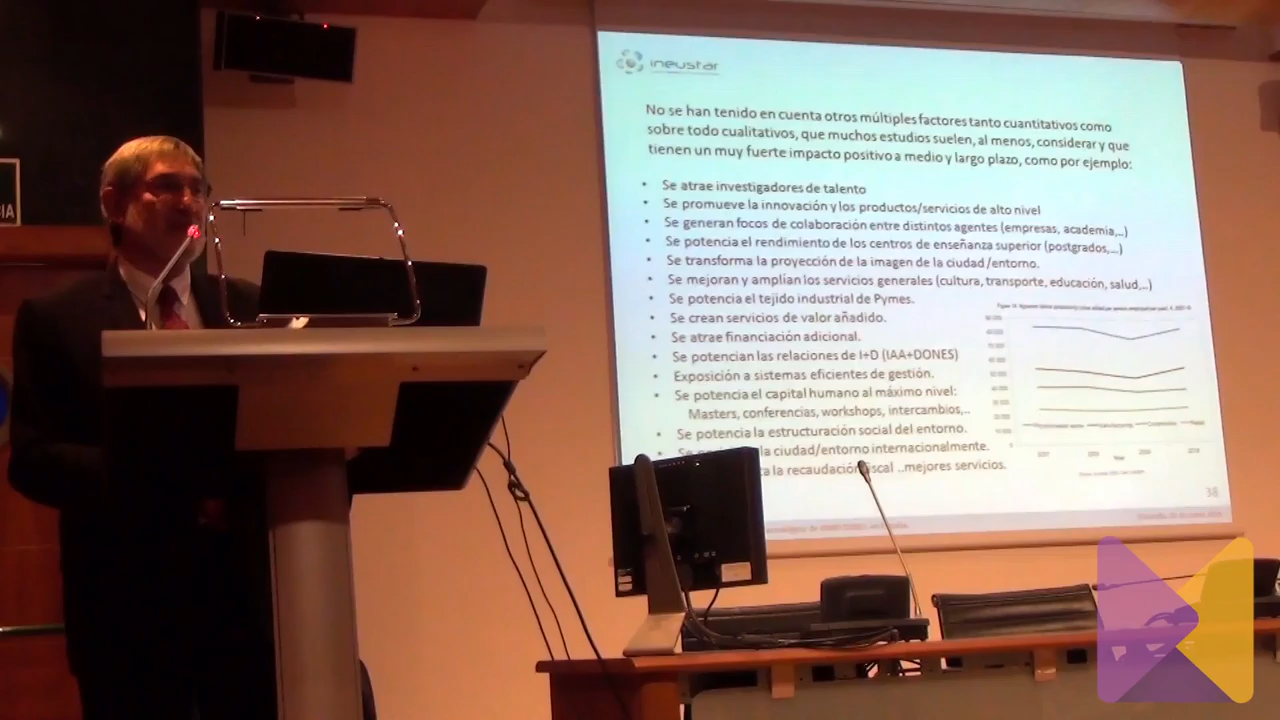 IA
ineustar
No se han tenido en cuenta otros múltiples factores tanto cuantitativos como
sobre todo cualitativos, que muchos estudios suelen, al menos, considerar y que
tienen un muy fuerte impacto positivo a medio y largo plazo, como por ejemplo:
• Se atrae investigadores de talento
• Se promueve la innovación y los productos/servicios de alto nivel
• Se generan focos de colaboración entre distintos agentes (empresas, academia,..)
• Se potencia el rendimiento de los centros de enseñanza superior (postgrados,...)
• Se transforma la proyección de la imagen de la ciudad/entorno.
• Se mejoran y amplían los servicios generales (cultura, transporte, educación, salud,..)
• Se potencia el tejido industrial de Pymes.
• Se crean servicios de valor añadido.
• Se atrae financiación adicional.
• Se potencian las relaciones de I+D (IAA+DONES)
• Exposición a sistemas eficientes de gestión.
• Se potencia el capital humano al máximo nivel:
Masters, conferencias, workshops, intercambios,..
• Se potencia la estructuración social del entorno.
• la ciudad/entorno internacionalmente.
la recaudación fiscal ..mejores servicios.
38